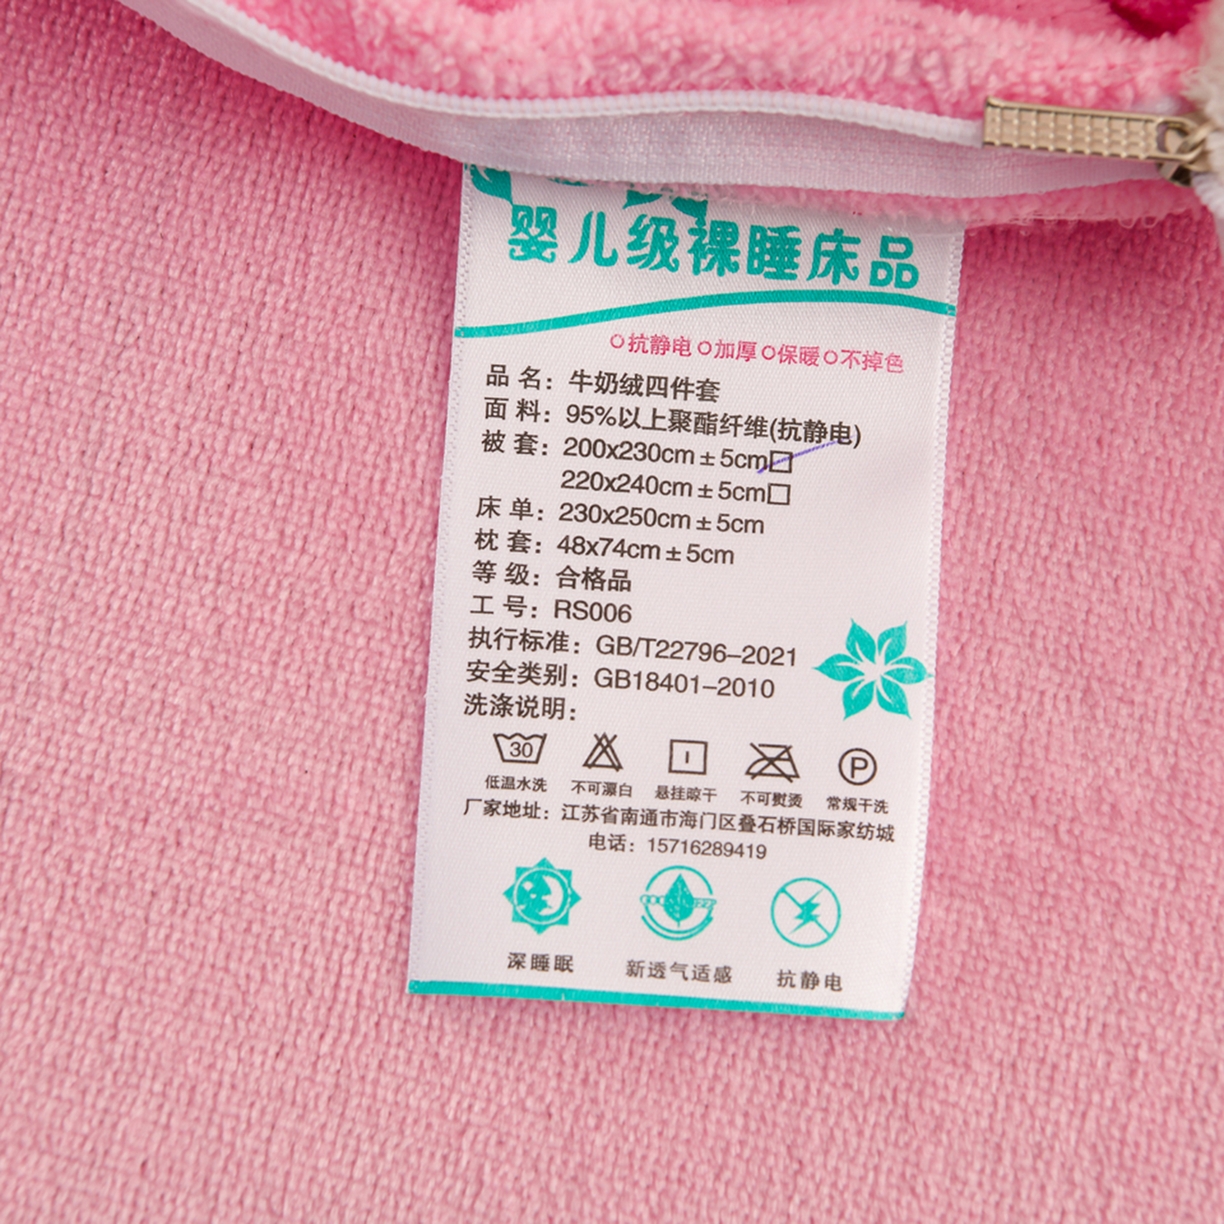 婴儿级裸睡床品
抗静电 加厚 保暖 不掉色
品 名：牛奶绒四件套
面 料：95%以上聚酯纤维(抗静电)
被 套：200x230cm±5cm□
220x240cm±5cm□
床 单：230x250cm±5cm
枕 套：48x74cm±5cm
等 级：合格品
工 号：RS006
执行标准：GB/T22796–2021
安全类别：GB18401–2010
洗涤说明：
30
P
低温水洗 不可漂白 悬挂晾干 不可熨烫 常规干洗
厂家地址：江苏省南通市海门区叠石桥国际家纺城
电话：15716289419
深睡眠 新透气适感 抗静电